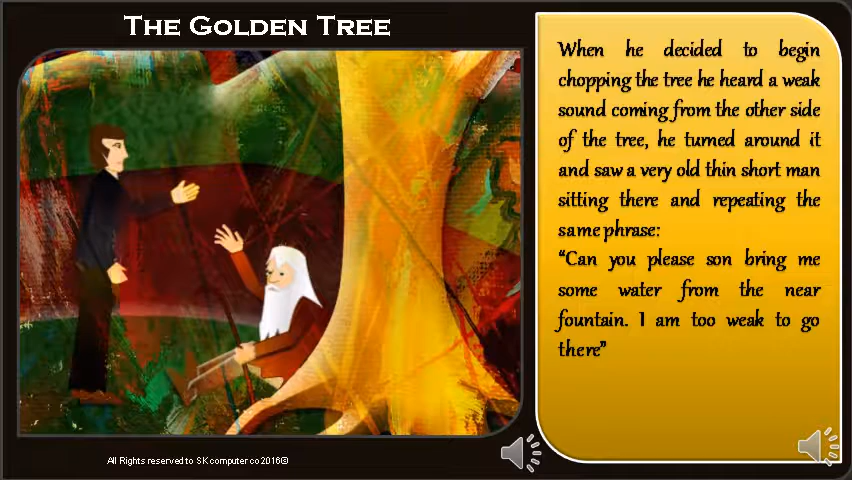 THE GOLDEN TREE
When he decided to begin
chopping the tree he heard a weak
sound coming from the other side
of the tree, he turned around it
and saw a very old thin short man
sitting there and repeating the
same phrase:
“Can you please son bring me
some water from the near
fountain. I am too weak to go
there”
All Rights reserved to SK computer co 2016©